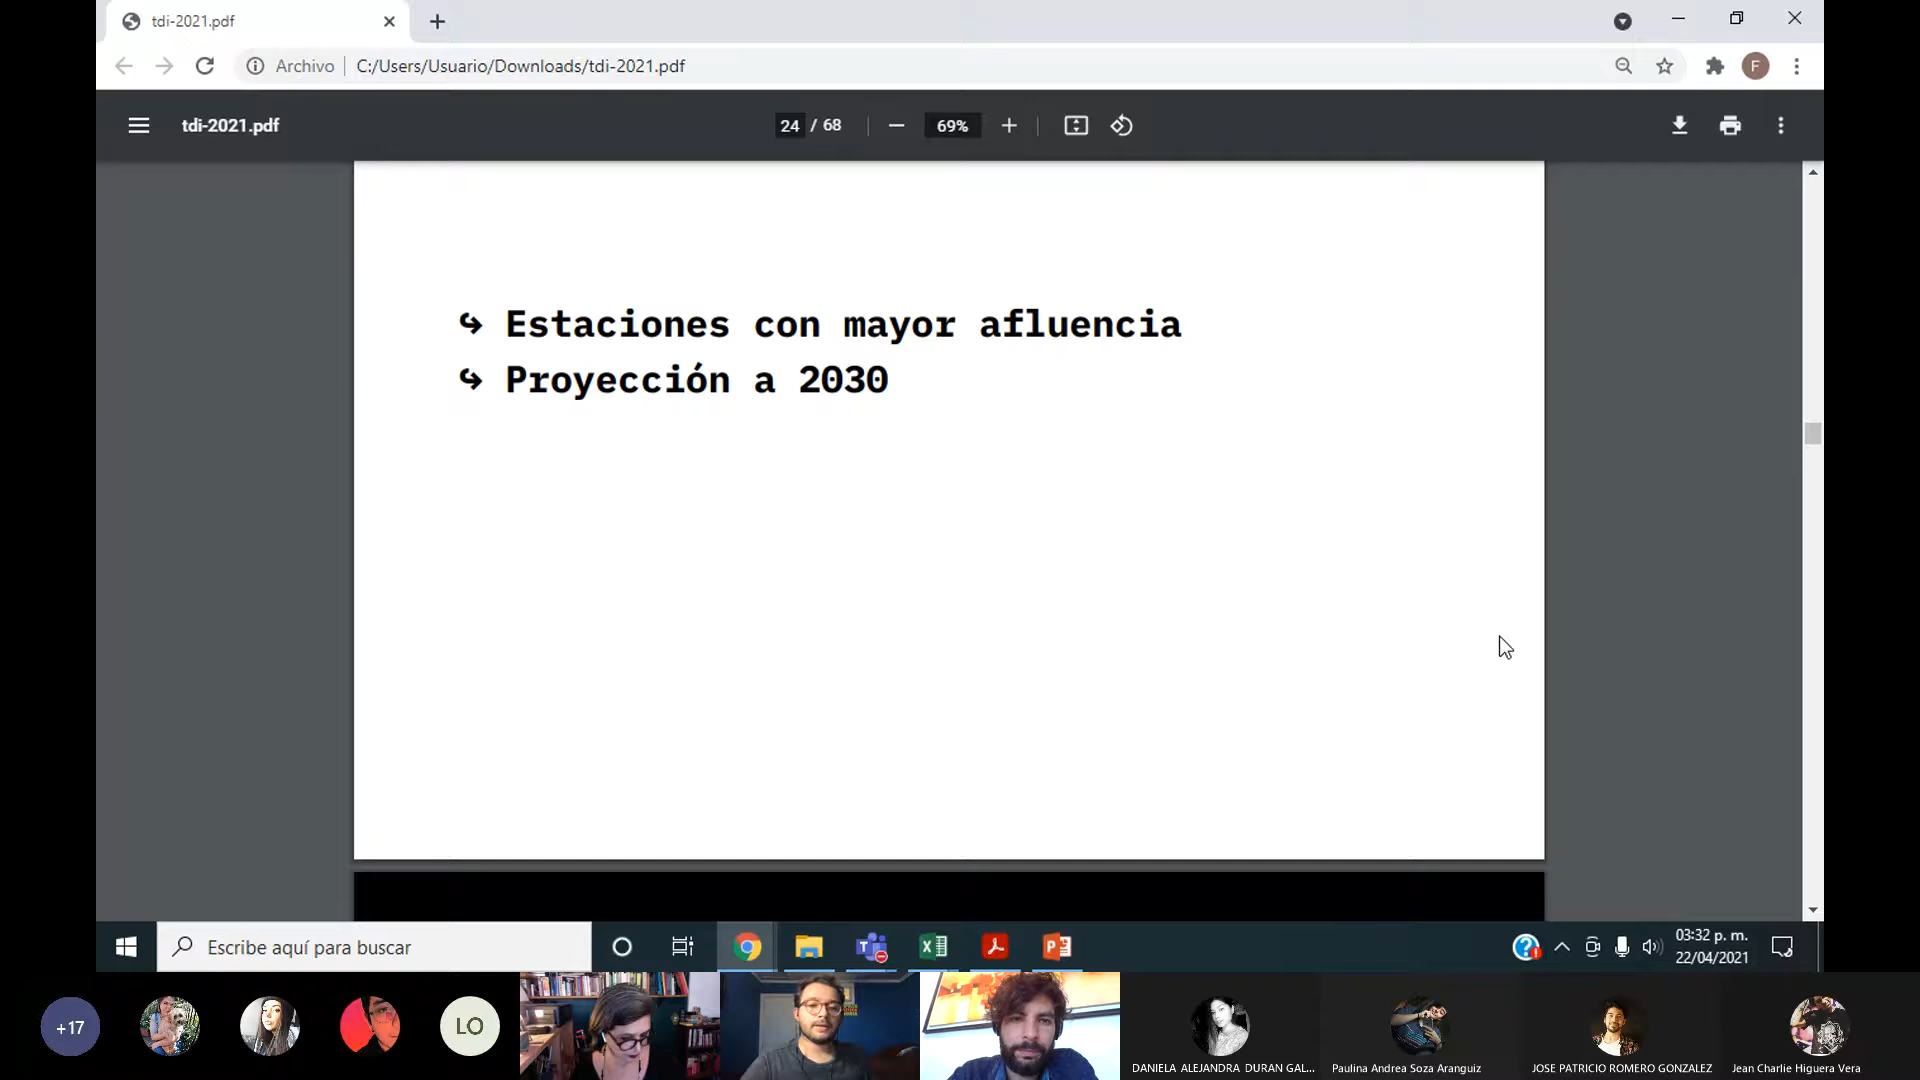 tdi-2021.pdf
Archivo
C:/Users/Usuario/Downloads/tdi-2021.pdf
F
tdi-2021.pdf
24 / 68
69%
↪ Estaciones con mayor afluencia
↪ Proyección a 2030
Escribe aquí para buscar
03:32 p. m.
22/04/2021
+17
LO
DANIELA ALEJANDRA DURAN GAL...
Paulina Andrea Soza Aranguiz
JOSE PATRICIO ROMERO GONZALEZ
Jean Charlie Higuera Vera